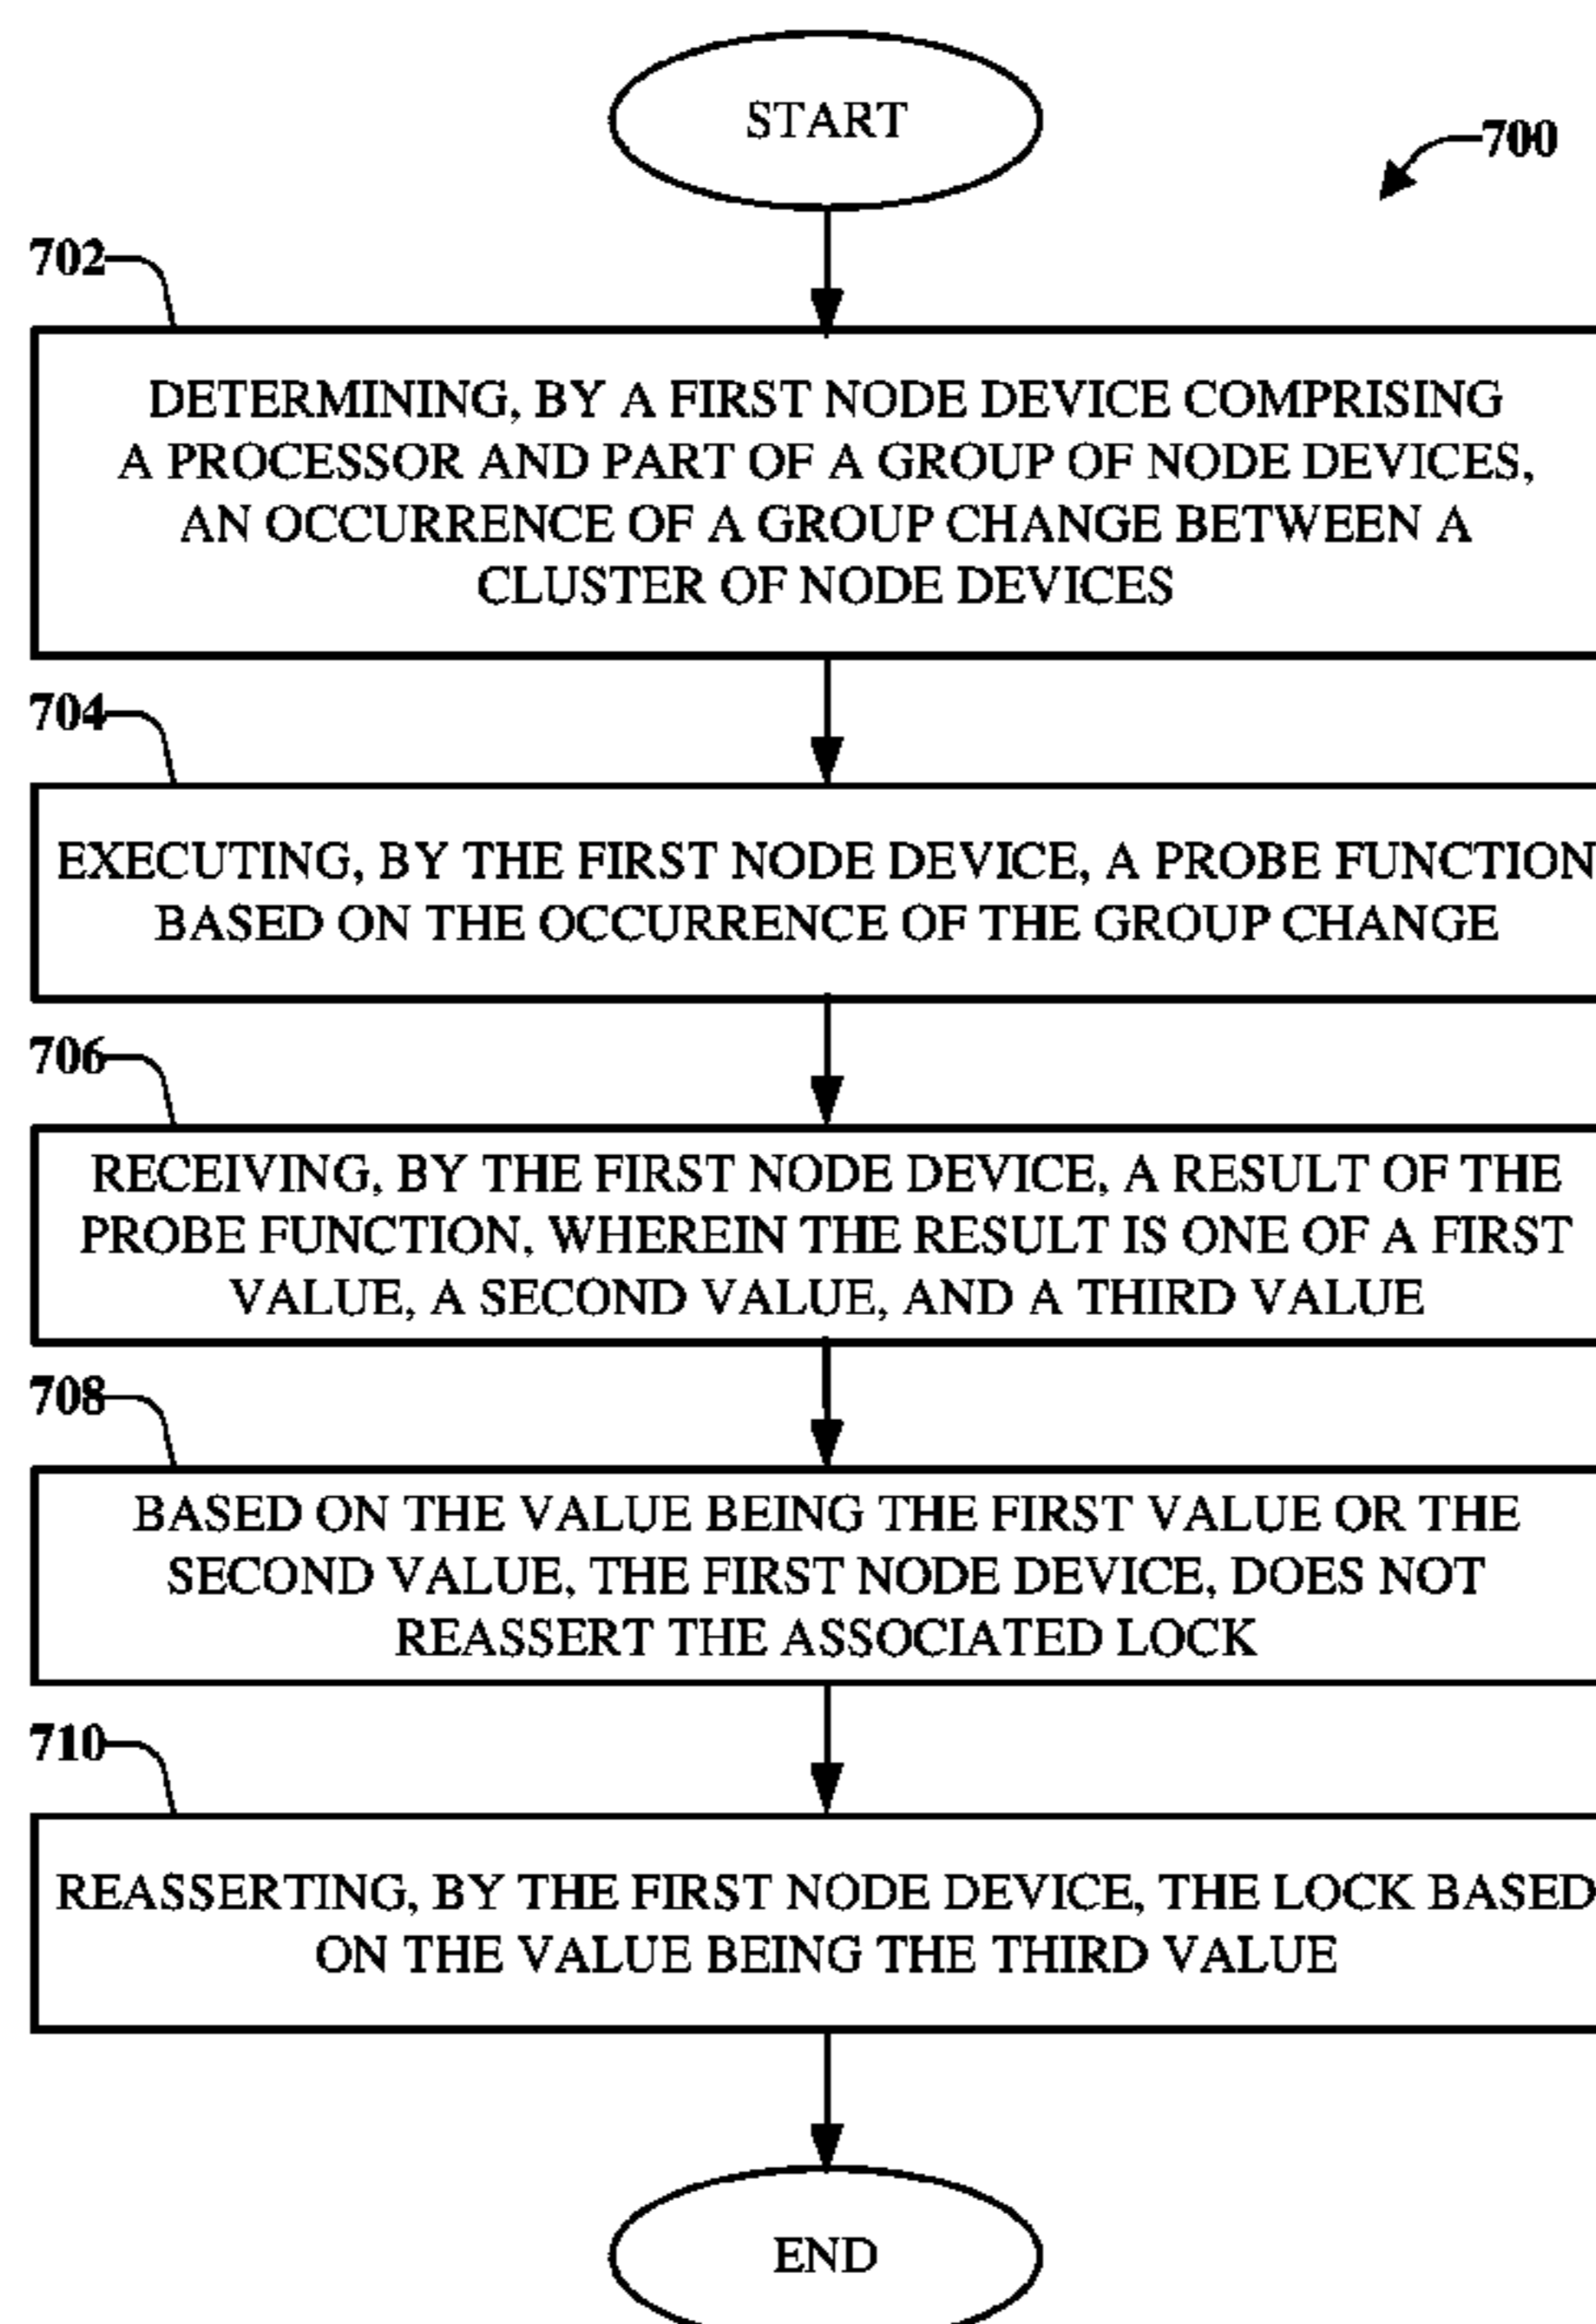 START
700
702
DETERMINING, BY A FIRST NODE DEVICE COMPRISING
A PROCESSOR AND PART OF A GROUP OF NODE DEVICES,
AN OCCURRENCE OF A GROUP CHANGE BETWEEN A
CLUSTER OF NODE DEVICES
704
EXECUTING, BY THE FIRST NODE DEVICE, A PROBE FUNCTION
BASED ON THE OCCURRENCE OF THE GROUP CHANGE
706
RECEIVING, BY THE FIRST NODE DEVICE, A RESULT OF THE
PROBE FUNCTION, WHEREIN THE RESULT IS ONE OF A FIRST
VALUE, A SECOND VALUE, AND A THIRD VALUE
708
BASED ON THE VALUE BEING THE FIRST VALUE OR THE
SECOND VALUE, THE FIRST NODE DEVICE, DOES NOT
REASSERT THE ASSOCIATED LOCK
710
REASSERTING, BY THE FIRST NODE DEVICE, THE LOCK BASED
ON THE VALUE BEING THE THIRD VALUE
END